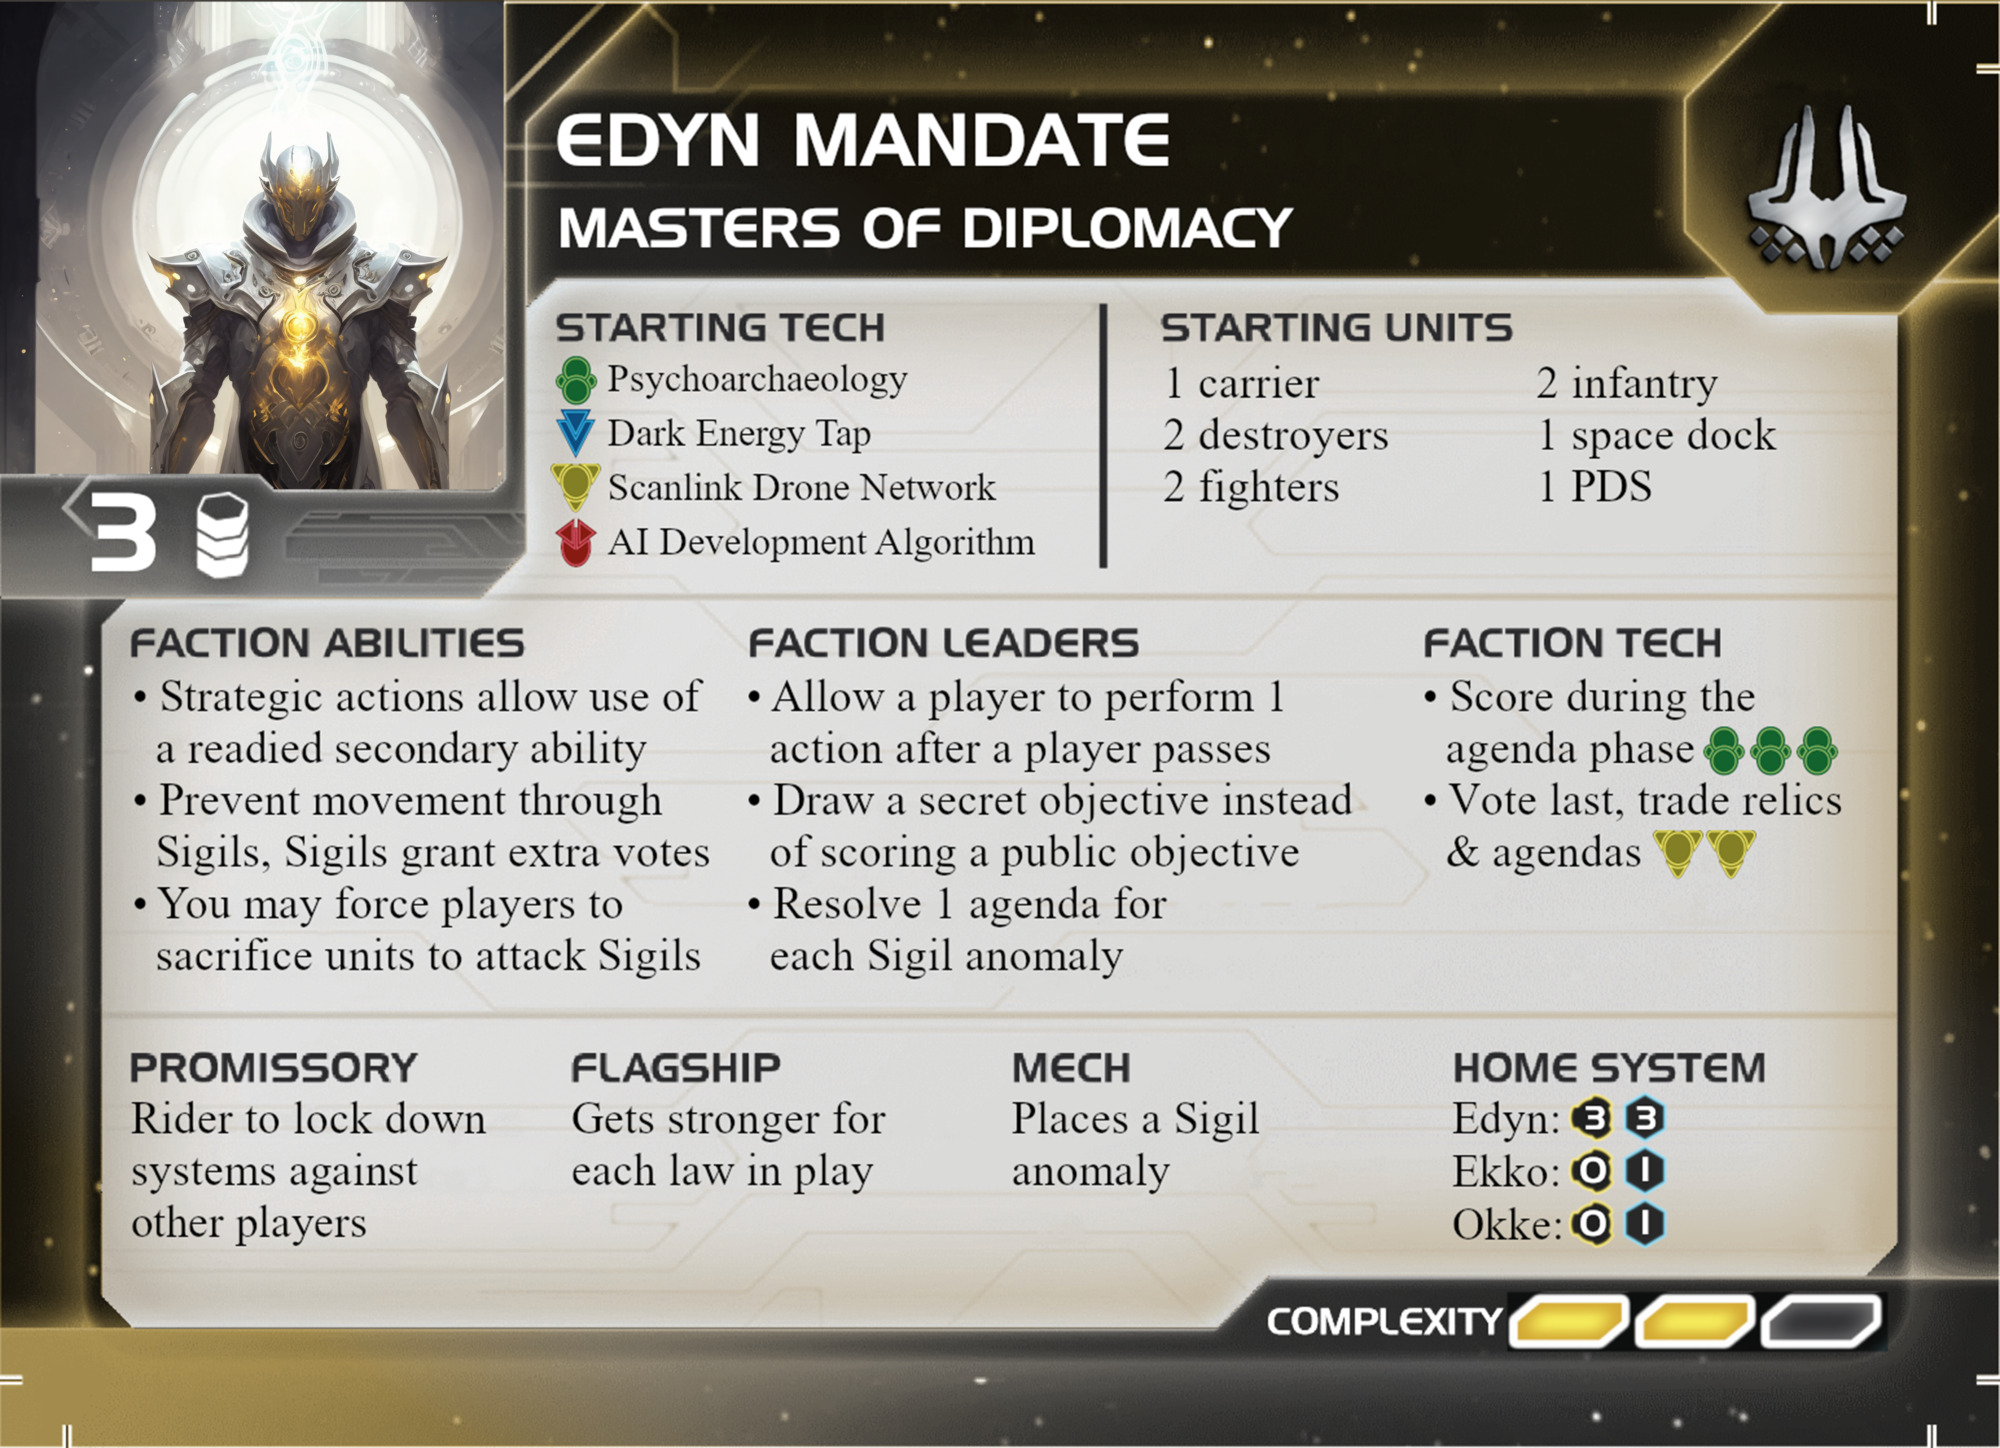 EDYN MANDATE
MASTERS OF DIPLOMACY
3
STARTING TECH
Psychoarchaeology
Dark Energy Tap
Scanlink Drone Network
AI Development Algorithm
STARTING UNITS
1 carrier
2 destroyers
2 fighters
2 infantry
1 space dock
1 PDS
FACTION ABILITIES
• Strategic actions allow use of
a readied secondary ability
• Prevent movement through
Sigils, Sigils grant extra votes
• You may force players to
sacrifice units to attack Sigils
FACTION LEADERS
• Allow a player to perform 1
action after a player passes
• Draw a secret objective instead
of scoring a public objective
• Resolve 1 agenda for
each Sigil anomaly
FACTION TECH
• Score during the
agenda phase
• Vote last, trade relics
& agendas
PROMISSORY
Rider to lock down
systems against
other players
FLAGSHIP
Gets stronger for
each law in play
MECH
Places a Sigil
anomaly
HOME SYSTEM
Edyn: 3 3
Ekko: 0 1
Okke: 0 1
COMPLEXITY